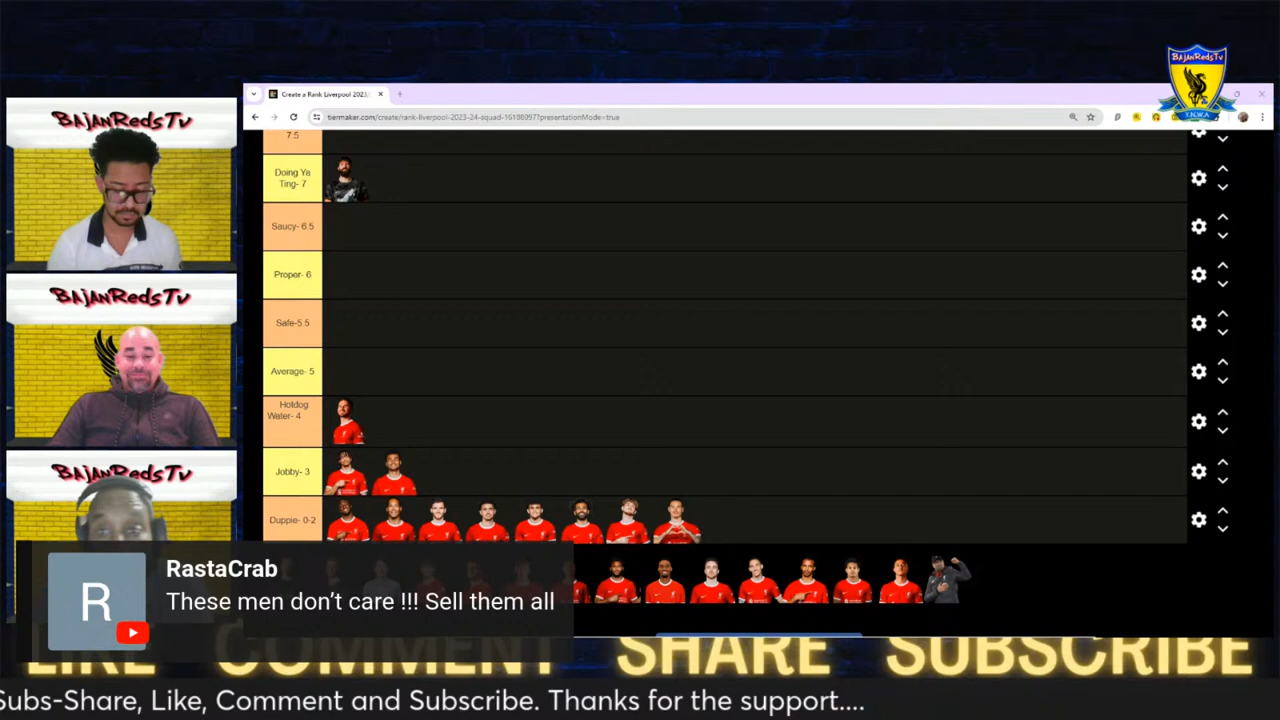 BAJANREDSTV
Y.N.W.A
BAJANREDSTV
Create a Rank Liverpool 2023
tiermaker.com/create/rank-liverpool-2023-24-squad-16186097?presentationMode=true
7.5
Doing Ya
Ting- 7
Saucy- 6.5
Proper- 6
BAJANREDSTV
Safe-5.5
Average- 5
Hotdog
Water- 4
BAJANREDSTV
Jobby- 3
Duppie- 0-2
R
RastaCrab
These men don’t care !!! Sell them all
LIKE COMMENT SHARE SUBSCRIBE
Subs-Share, Like, Comment and Subscribe. Thanks for the support....